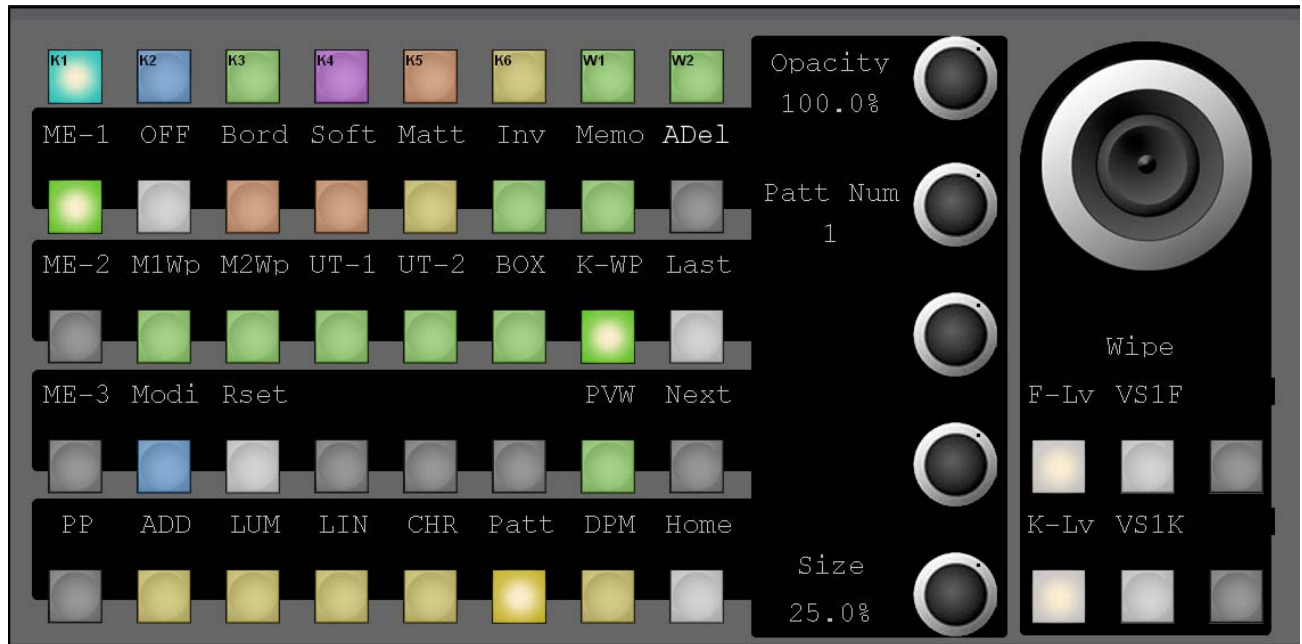 K1 K2 K3 K4 K5 K6 W1 W2
Opacity
100.0%
ME-1 OFF Bord Soft Matt Inv Memo ADel
Patt Num
1
ME-2 M1Wp M2Wp UT-1 UT-2 BOX K-WP Last
Wipe
ME-3 Modi Rset PVW Next
F-Lv VS1F
PP ADD LUM LIN CHR Patt DPM Home
K-Lv VS1K
Size
25.0%